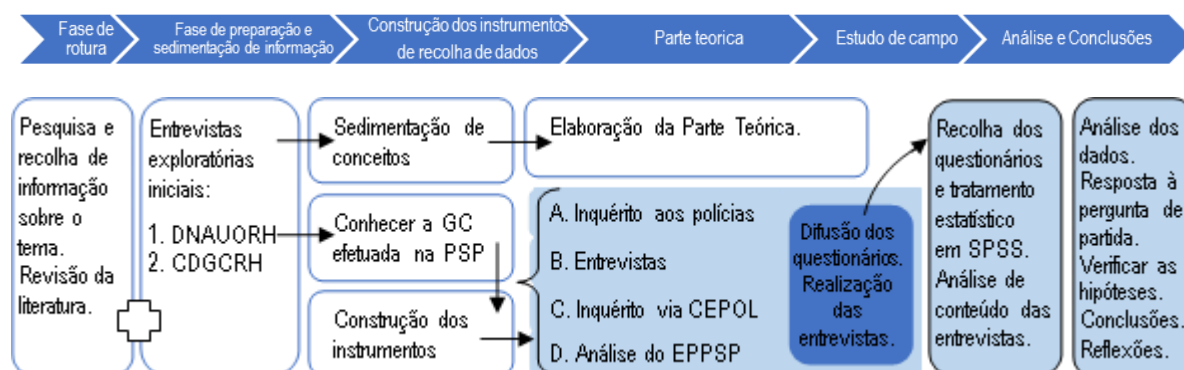 Fase de
rotura
Fase de preparação e
sedimentação de informação
Construção dos instrumentos
de recolha de dados
Parte teorica
Estudo de campo
Análise e Conclusões
Pesquisa e
recolha de
informação
sobre o
tema.
Revisão da
literatura.
Entrevistas
exploratórias
iniciais:
1. DNAUORH
2. CDGCRH
Sedimentação de
conceitos
Conhecer a GC
efetuada na PSP
Construção dos
instrumentos
Elaboração da Parte Teórica.
A. Inquérito aos polícias
B. Entrevistas
C. Inquérito via CEPOL
D. Análise do EPPSP
Difusão dos
questionários.
Realização
das
entrevistas.
Recolha dos
questionários
e tratamento
estatístico
em SPSS.
Análise de
conteúdo das
entrevistas.
Análise dos
dados.
Resposta à
pergunta de
partida.
Verificar as
hipóteses.
Conclusões.
Reflexões.